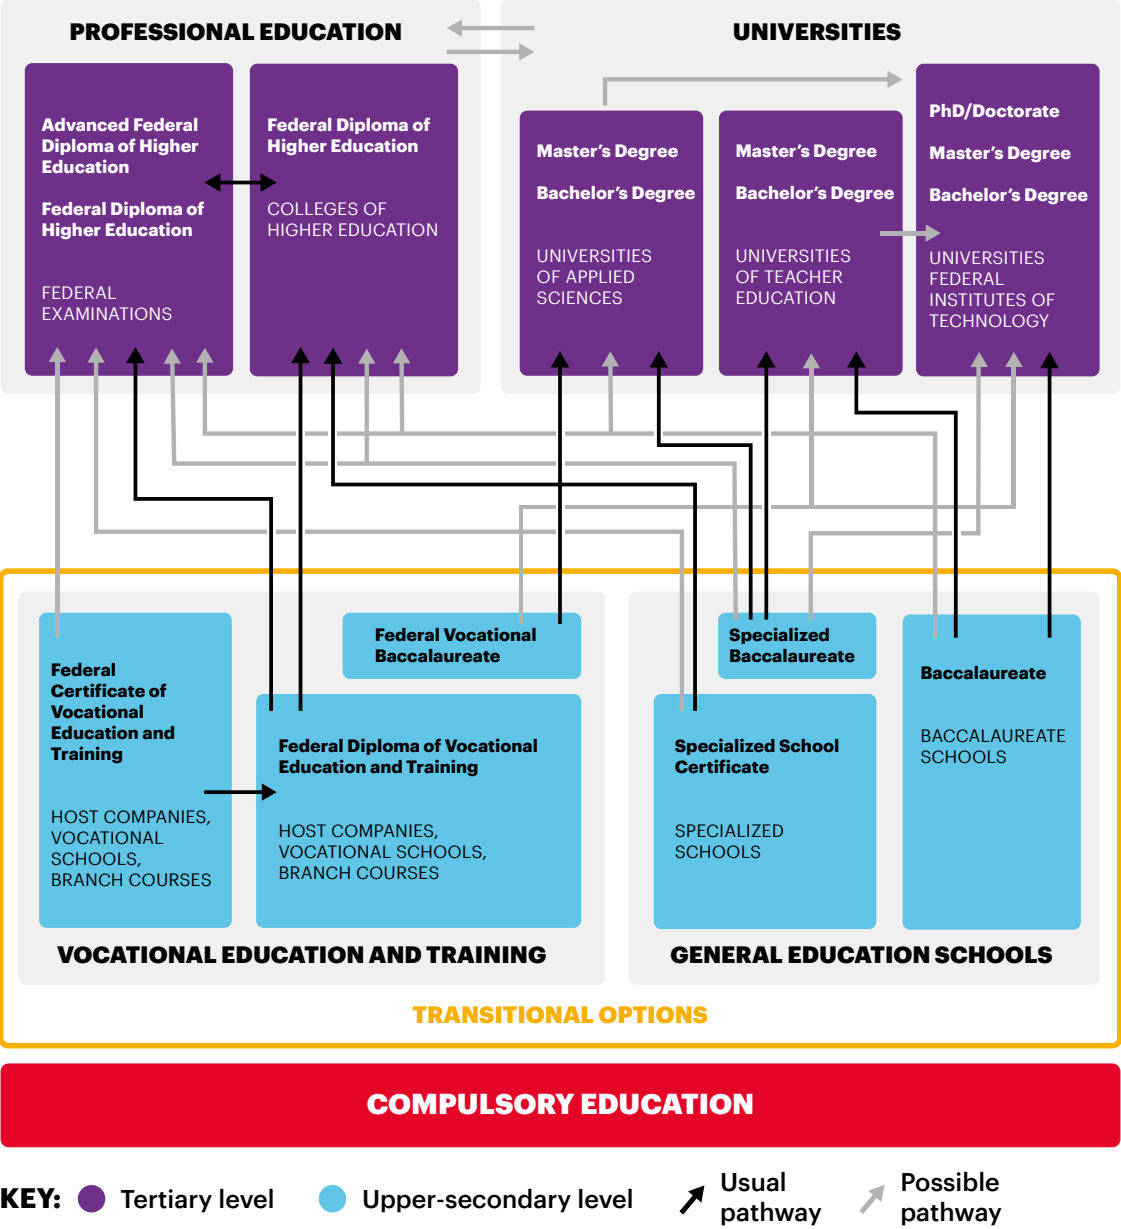 PROFESSIONAL EDUCATION
UNIVERSITIES
Advanced Federal
Diploma of Higher
Education
Federal Diploma of
Higher Education
FEDERAL
EXAMINATIONS
Federal Diploma of
Higher Education
COLLEGES OF
HIGHER EDUCATION
Master's Degree
Bachelor's Degree
UNIVERSITIES
OF APPLIED
SCIENCES
Master's Degree
Bachelor's Degree
UNIVERSITIES
OF TEACHER
EDUCATION
PhD/Doctorate
Master's Degree
Bachelor's Degree
UNIVERSITIES
FEDERAL
INSTITUTES OF
TECHNOLOGY
Federal
Certificate of
Vocational
Education and
Training
HOST COMPANIES,
VOCATIONAL
SCHOOLS,
BRANCH COURSES
Federal Vocational
Baccalaureate
Federal Diploma of Vocational
Education and Training
HOST COMPANIES,
VOCATIONAL SCHOOLS,
BRANCH COURSES
VOCATIONAL EDUCATION AND TRAINING
Specialized
Baccalaureate
Specialized School
Certificate
SPECIALIZED
SCHOOLS
Baccalaureate
BACCALAUREATE
SCHOOLS
GENERAL EDUCATION SCHOOLS
TRANSITIONAL OPTIONS
COMPULSORY EDUCATION
KEY:
Tertiary level
Upper-secondary level
Usual
pathway
Possible
pathway